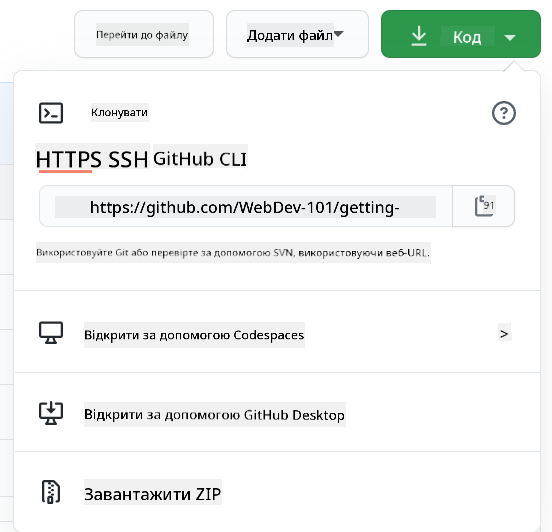 Перейти до файлу
Додати файл
Код
Клонувати
HTTPS SSH GitHub CLI
https://github.com/WebDev-101/getting-
91
Використовуйте Git або перевірте за допомогою SVN, використовуючи веб-URL.
Відкрити за допомогою Codespaces >
Відкрити за допомогою GitHub Desktop
Завантажити ZIP